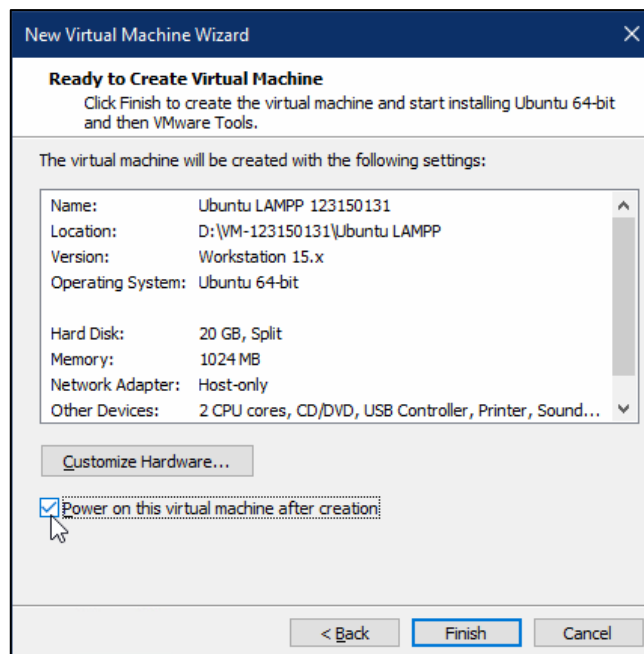 New Virtual Machine Wizard
Ready to Create Virtual Machine
Click Finish to create the virtual machine and start installing Ubuntu 64-bit
and then VMware Tools.
The virtual machine will be created with the following settings:
Name: Ubuntu LAMPP 123150131
Location: D:\VM-123150131\Ubuntu LAMPP
Version: Workstation 15.x
Operating System: Ubuntu 64-bit
Hard Disk: 20 GB, Split
Memory: 1024 MB
Network Adapter: Host-only
Other Devices: 2 CPU cores, CD/DVD, USB Controller, Printer, Sound...
Customize Hardware...
Power on this virtual machine after creation
< Back Finish Cancel